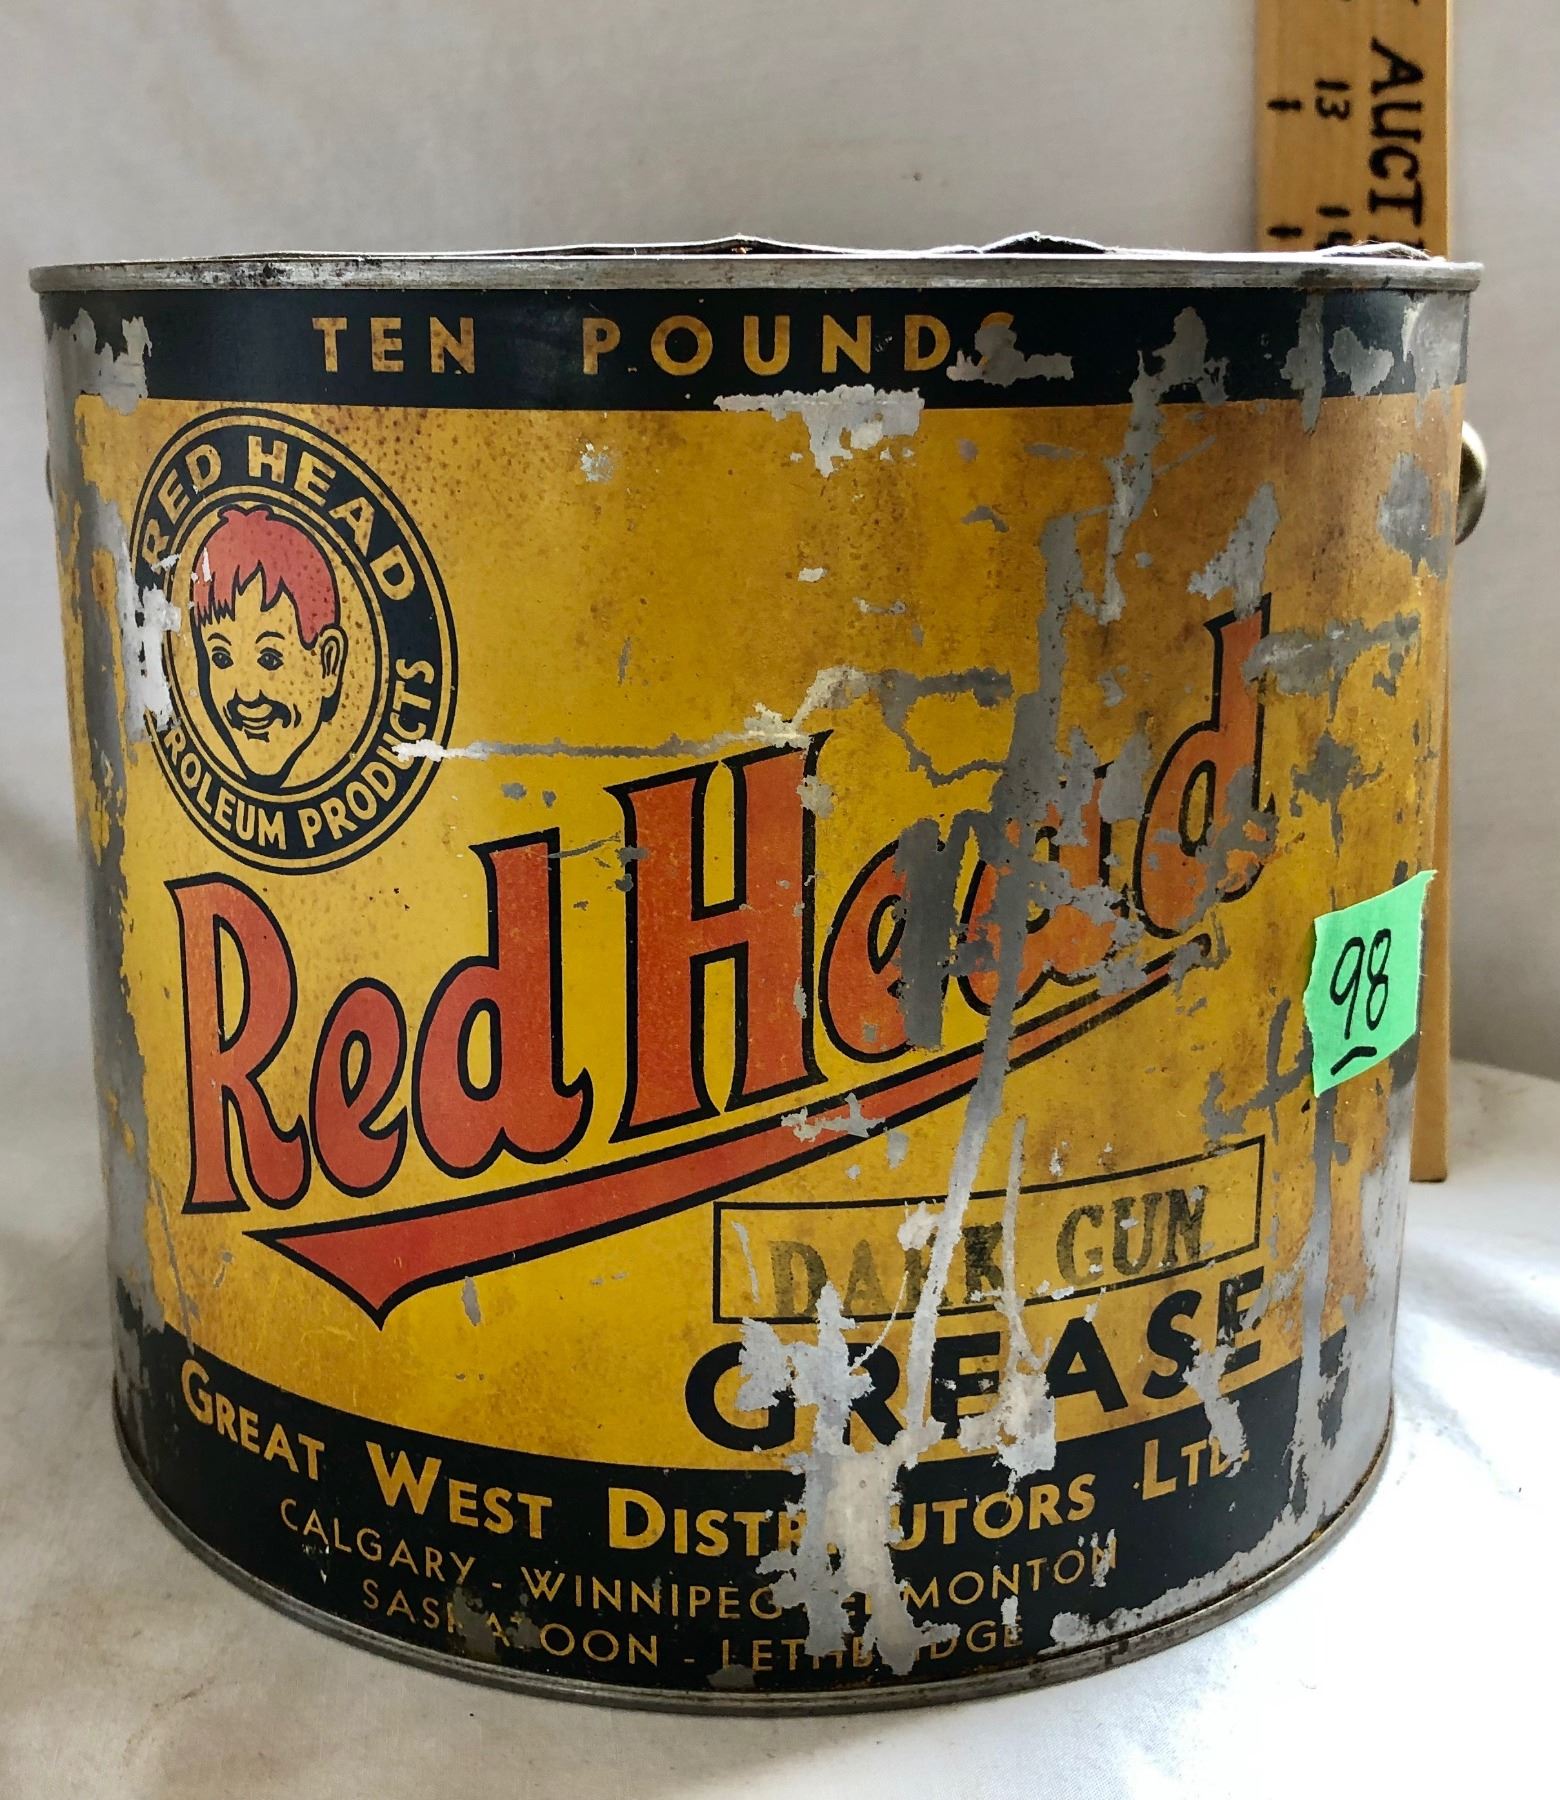 AUCT
13
TEN POUNDS
RED HEAD
PETROLEUM PRODUCTS
Red Head
98
DARK GUN
GREASE
GREAT WEST DISTRIBUTORS LTD.
CALGARY - WINNIPEG - EDMONTON
SASKATOON - LETHBRIDGE